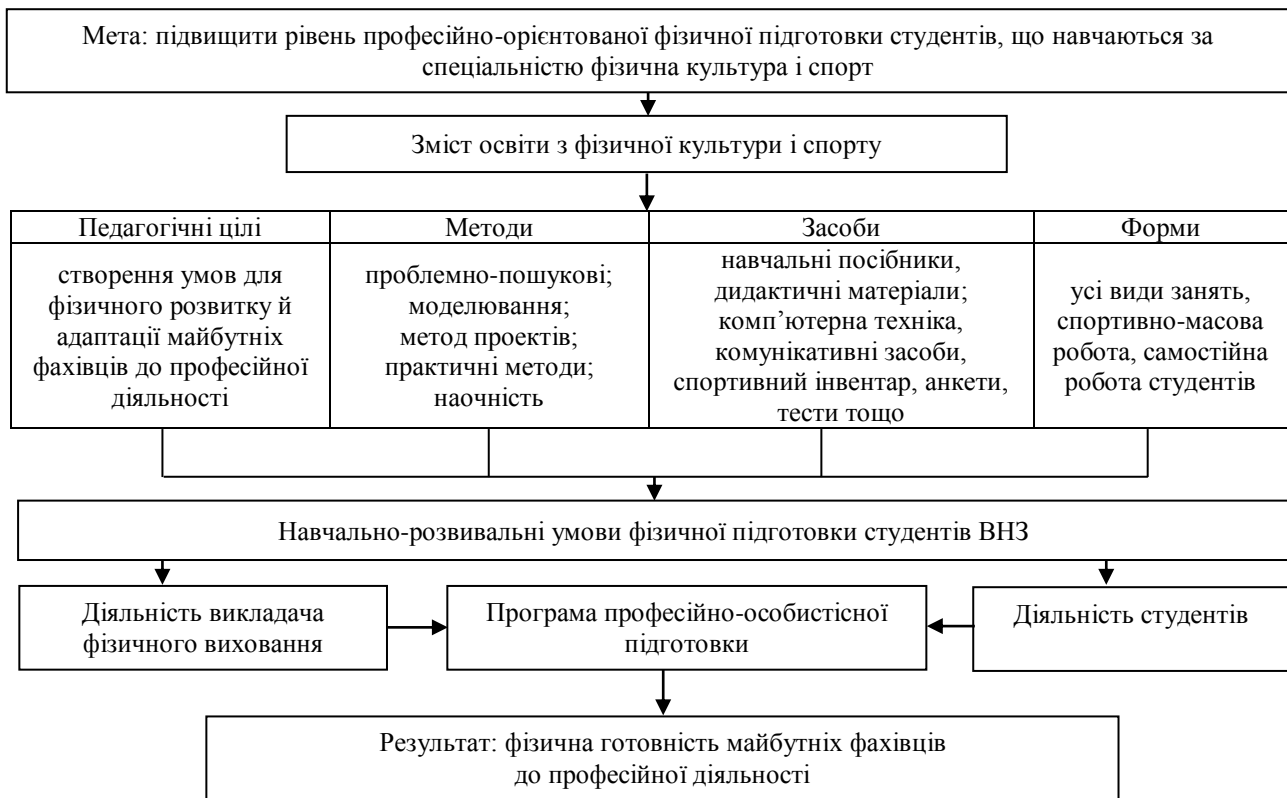 Мета: підвищити рівень професійно-орієнтованої фізичної підготовки студентів, що навчаються за
спеціальністю фізична культура і спорт
Зміст освіти з фізичної культури і спорту
Педагогічні цілі
створення умов для
фізичного розвитку й
адаптації майбутніх
фахівців до професійної
діяльності
Методи
проблемно-пошукові;
моделювання;
метод проектів;
практичні методи;
наочність
Засоби
навчальні посібники,
дидактичні матеріали;
комп’ютерна техніка,
комунікативні засоби,
спортивний інвентар, анкети,
тести тощо
Форми
усі види занять,
спортивно-масова
робота, самостійна
робота студентів
Навчально-розвивальні умови фізичної підготовки студентів ВНЗ
Діяльність викладача
фізичного виховання
Програма професійно-особистісної
підготовки
Діяльність студентів
Результат: фізична готовність майбутніх фахівців
до професійної діяльності